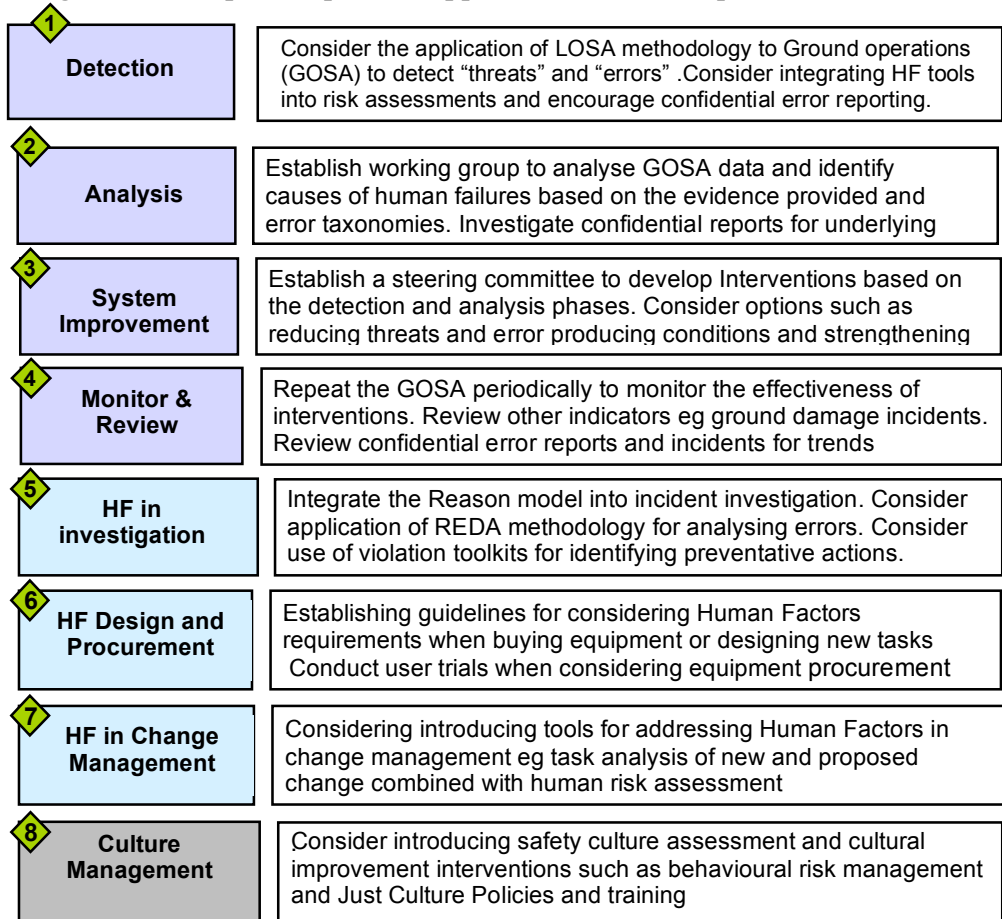 1
Detection
Consider the application of LOSA methodology to Ground operations
(GOSA) to detect “threats” and “errors” .Consider integrating HF tools
into risk assessments and encourage confidential error reporting.
2
Analysis
Establish working group to analyse GOSA data and identify
causes of human failures based on the evidence provided and
error taxonomies. Investigate confidential reports for underlying
3
System
Improvement
Establish a steering committee to develop Interventions based on
the detection and analysis phases. Consider options such as
reducing threats and error producing conditions and strengthening
4
Monitor &
Review
Repeat the GOSA periodically to monitor the effectiveness of
interventions. Review other indicators eg ground damage incidents.
Review confidential error reports and incidents for trends
5
HF in
investigation
Integrate the Reason model into incident investigation. Consider
application of REDA methodology for analysing errors. Consider
use of violation toolkits for identifying preventative actions.
6
HF Design and
Procurement
Establishing guidelines for considering Human Factors
requirements when buying equipment or designing new tasks
Conduct user trials when considering equipment procurement
7
HF in Change
Management
Considering introducing tools for addressing Human Factors in
change management eg task analysis of new and proposed
change combined with human risk assessment
8
Culture
Management
Consider introducing safety culture assessment and cultural
improvement interventions such as behavioural risk management
and Just Culture Policies and training